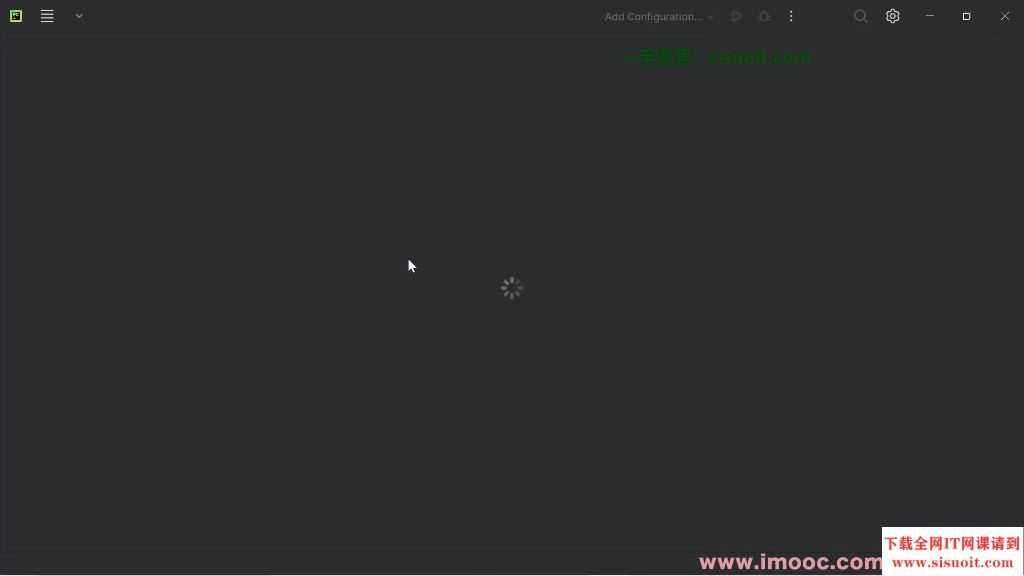 PC
Add Configuration...
一手资源：sisuoit.com
下载全网IT网课请到
www.imooc.com
www.sisuoit.com